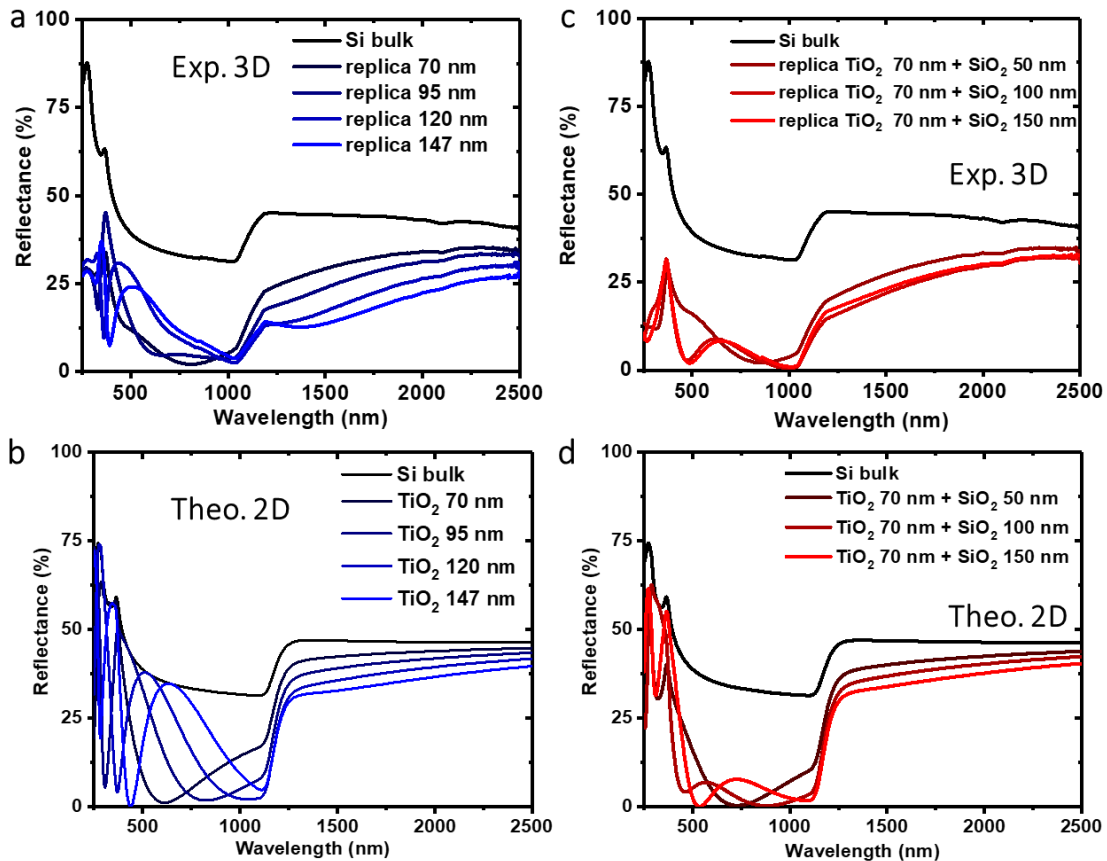 a
Exp. 3D
Si bulk
replica 70 nm
replica 95 nm
replica 120 nm
replica 147 nm
100
75
50
25
0
Reflectance (%)
500 1000 1500 2000 2500
Wavelength (nm)
c
Exp. 3D
Si bulk
replica TiO₂ 70 nm + SiO₂ 50 nm
replica TiO₂ 70 nm + SiO₂ 100 nm
replica TiO₂ 70 nm + SiO₂ 150 nm
100
75
50
25
0
Reflectance (%)
500 1000 1500 2000 2500
Wavelength (nm)
b
Theo. 2D
Si bulk
TiO₂ 70 nm
TiO₂ 95 nm
TiO₂ 120 nm
TiO₂ 147 nm
100
75
50
25
0
Reflectance (%)
500 1000 1500 2000 2500
Wavelength (nm)
d
Si bulk
TiO₂ 70 nm + SiO₂ 50 nm
TiO₂ 70 nm + SiO₂ 100 nm
TiO₂ 70 nm + SiO₂ 150 nm
Theo. 2D
100
75
50
25
0
Reflectance (%)
500 1000 1500 2000 2500
Wavelength (nm)